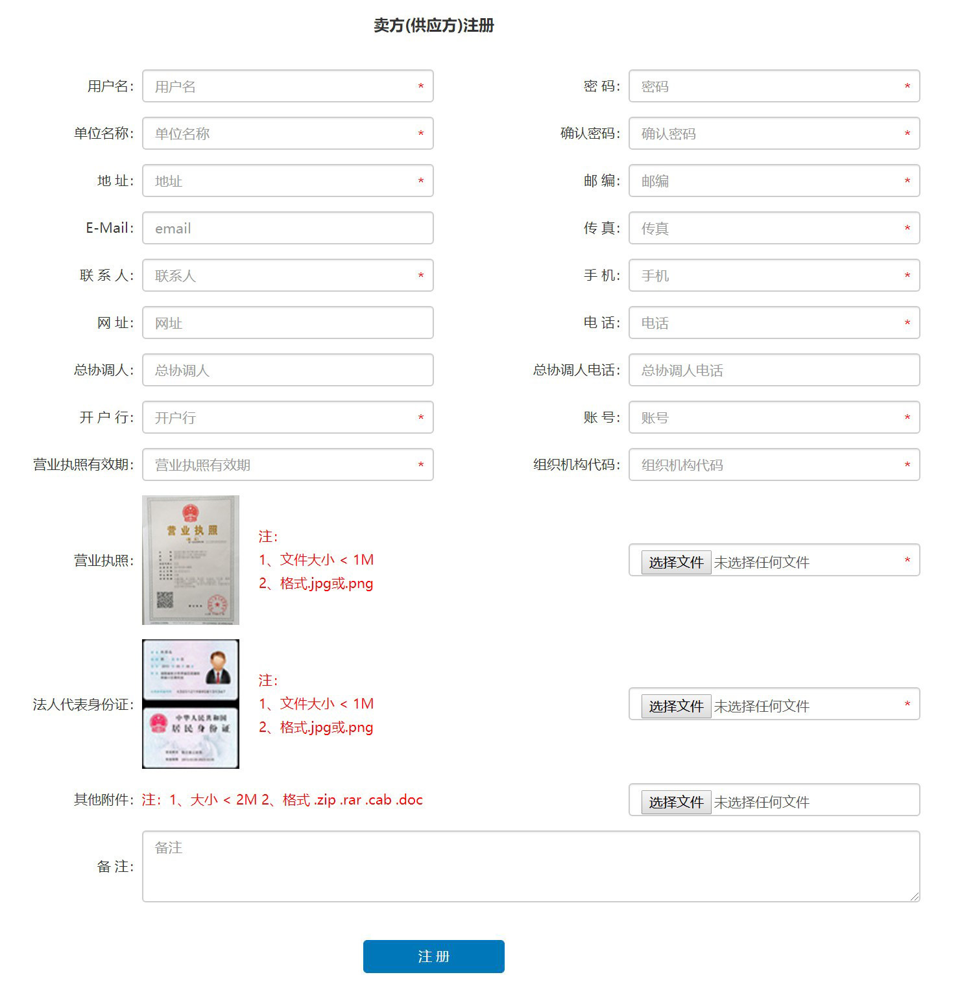 卖方(供应方)注册
用户名： 用户名 * 密 码： 密码 *
单位名称： 单位名称 * 确认密码： 确认密码 *
地 址： 地址 * 邮 编： 邮编 *
E-Mail： email 传 真： 传真 *
联 系 人： 联系人 * 手 机： 手机 *
网 址： 网址 电 话： 电话 *
总协调人： 总协调人 总协调人电话： 总协调人电话
开 户 行： 开户行 * 账 号： 账号 *
营业执照有效期： 营业执照有效期 * 组织机构代码： 组织机构代码 *
营业执照：
营业执照
注：
1、文件大小 < 1M
2、格式.jpg或.png
选择文件 未选择任何文件 *
法人代表身份证：
中华人民共和国
居民身份证
注：
1、文件大小 < 1M
2、格式.jpg或.png
选择文件 未选择任何文件 *
其他附件： 注：1、大小 < 2M 2、格式 .zip .rar .cab .doc 选择文件 未选择任何文件
备 注： 备注
注 册